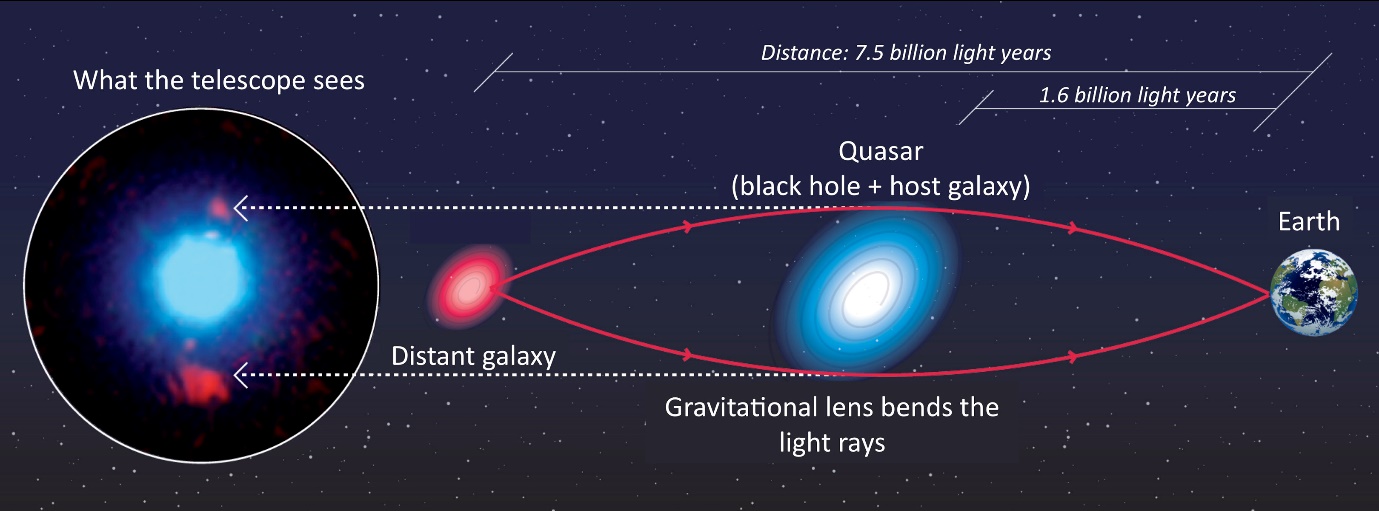 Distance: 7.5 billion light years
What the telescope sees
1.6 billion light years
Quasar
(black hole + host galaxy)
Earth
Distant galaxy
Gravitational lens bends the
light rays